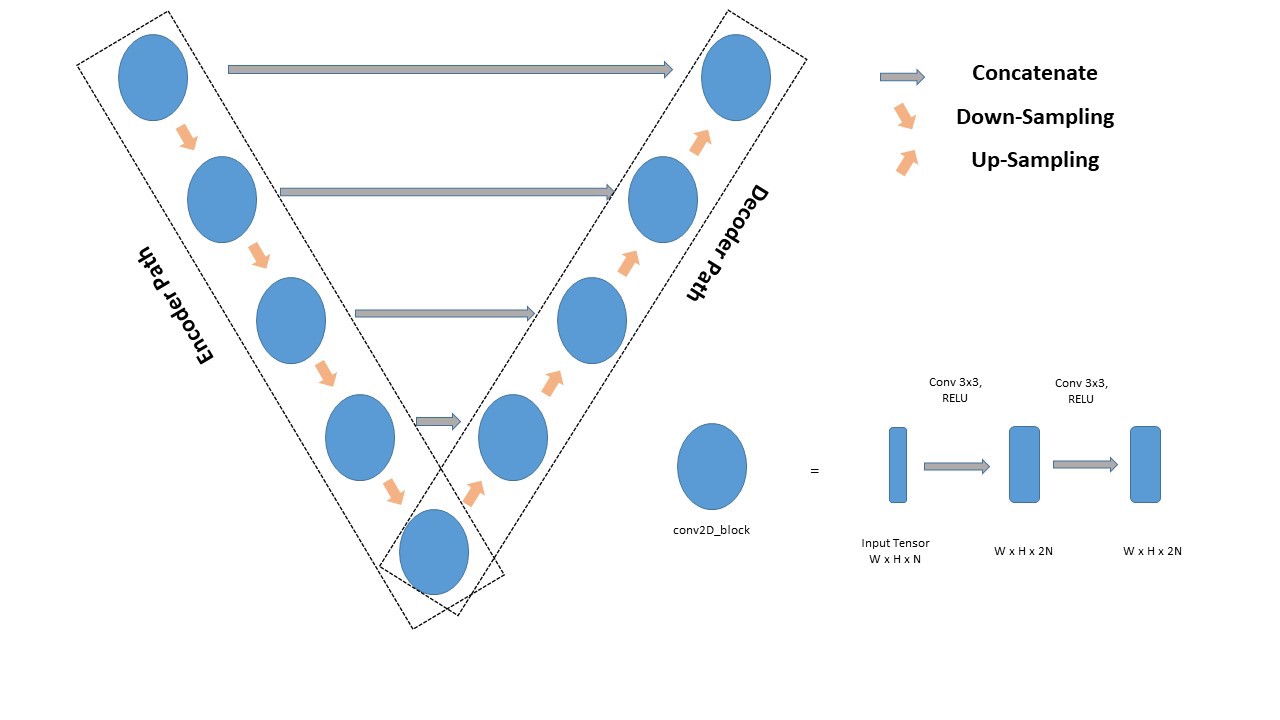 Concatenate
Down-Sampling
Up-Sampling
Encoder Path
Decoder Path
Conv 3x3,
RELU
Conv 3x3,
RELU
=
conv2D_block
Input Tensor
W x H x N
W x H x 2N
W x H x 2N